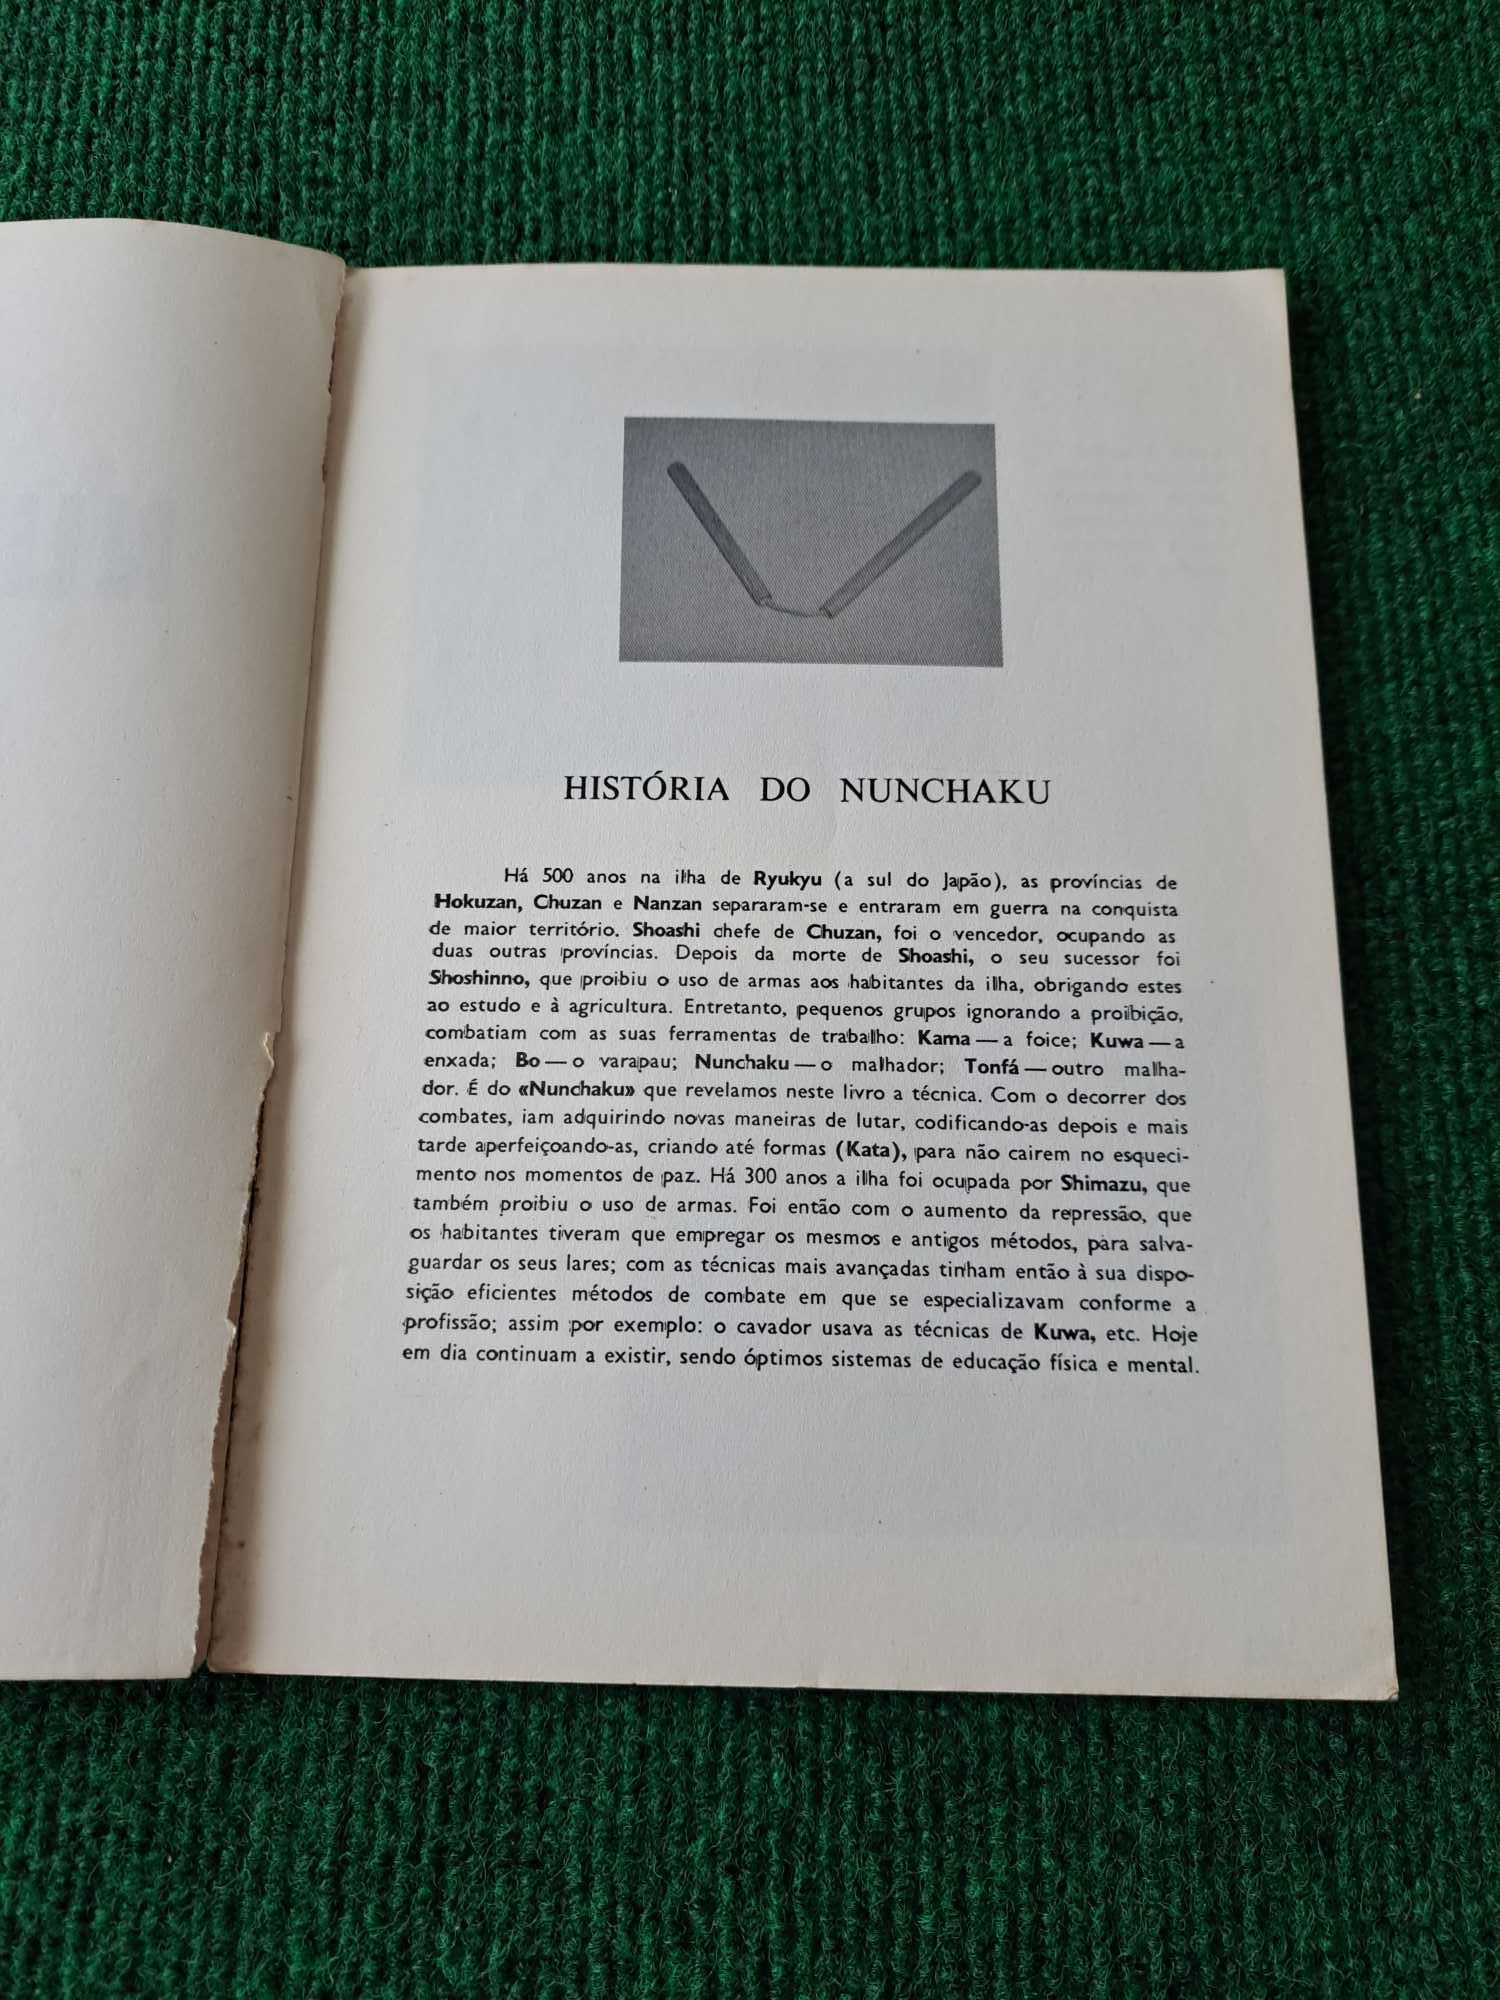 HISTÓRIA DO NUNCHAKU
Há 500 anos na ilha de Ryukyu (a sul do Japão), as províncias de
Hokuzan, Chuzan e Nanzan separaram-se e entraram em guerra na conquista
de maior território. Shoashi chefe de Chuzan, foi o vencedor, ocupando as
duas outras províncias. Depois da morte de Shoashi, o seu sucessor foi
Shoshinno, que proibiu o uso de armas aos habitantes da ilha, obrigando estes
ao estudo e à agricultura. Entretanto, pequenos grupos ignorando a proibição,
combatiam com as suas ferramentas de trabalho: Kama — a foice; Kuwa — a
enxada; Bo — o varapau; Nunchaku — o malhador; Tonfá — outro malha-
dor. É do «Nunchaku» que revelamos neste livro a técnica. Com o decorrer dos
combates, iam adquirindo novas maneiras de lutar, codificando-as depois e mais
tarde aperfeiçoando-as, criando até formas (Kata), para não cairem no esqueci-
mento nos momentos de paz. Há 300 anos a ilha foi ocupada por Shimazu, que
também proibiu o uso de armas. Foi então com o aumento da repressão, que
os habitantes tiveram que empregar os mesmos e antigos métodos, para salva-
guardar os seus lares; com as técnicas mais avançadas tinham então à sua dispo-
sição eficientes métodos de combate em que se especializavam conforme a
profissão; assim por exemplo: o cavador usava as técnicas de Kuwa, etc. Hoje
em dia continuam a existir, sendo óptimos sistemas de educação física e mental.